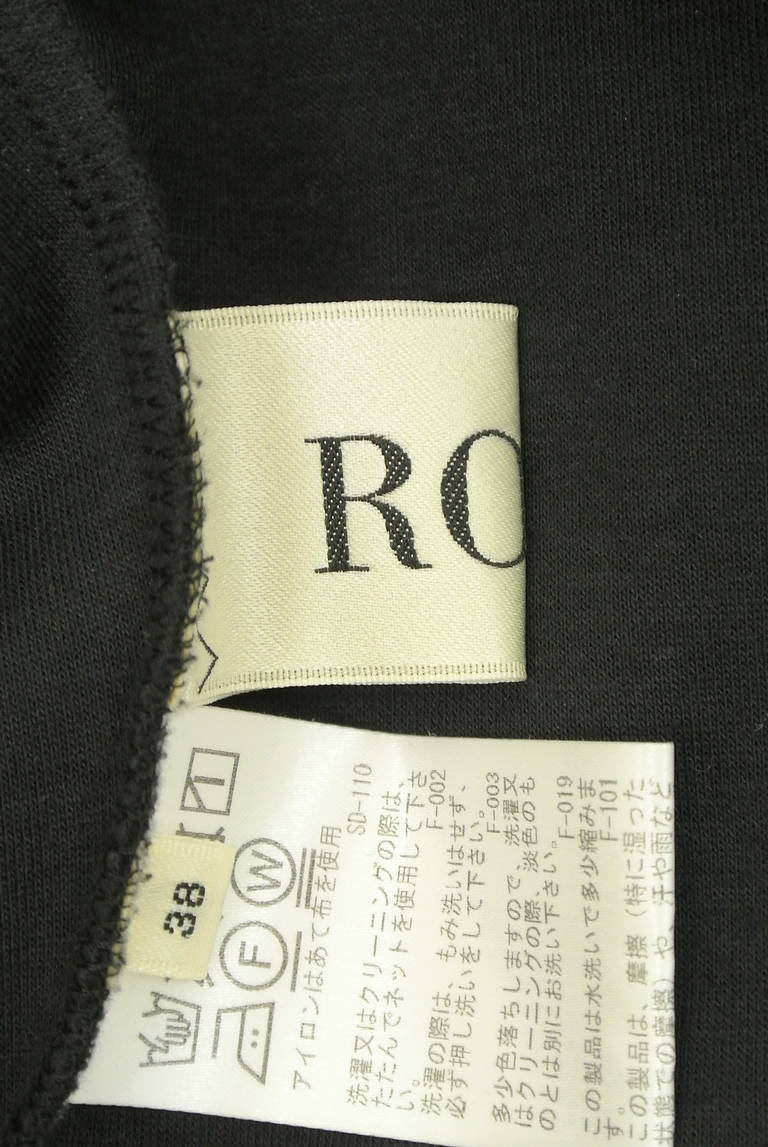 RO
38
F
W
アイロンはあて布を使用
SD-110
洗濯又はクリーニングの際は、
たたんでネットを使用して下さ
い。
F-002
洗濯の際は、もみ洗いはせず、
必ず押し洗いをして下さい。
F-003
多少色落ちしますので、洗濯又
はクリーニングの際、淡色のも
のとは別にお洗い下さい。
F-019
この製品は水洗いで多少縮みま
す。
F-101
この製品は、摩擦（特に湿った
状態での摩擦）や、汗や雨など